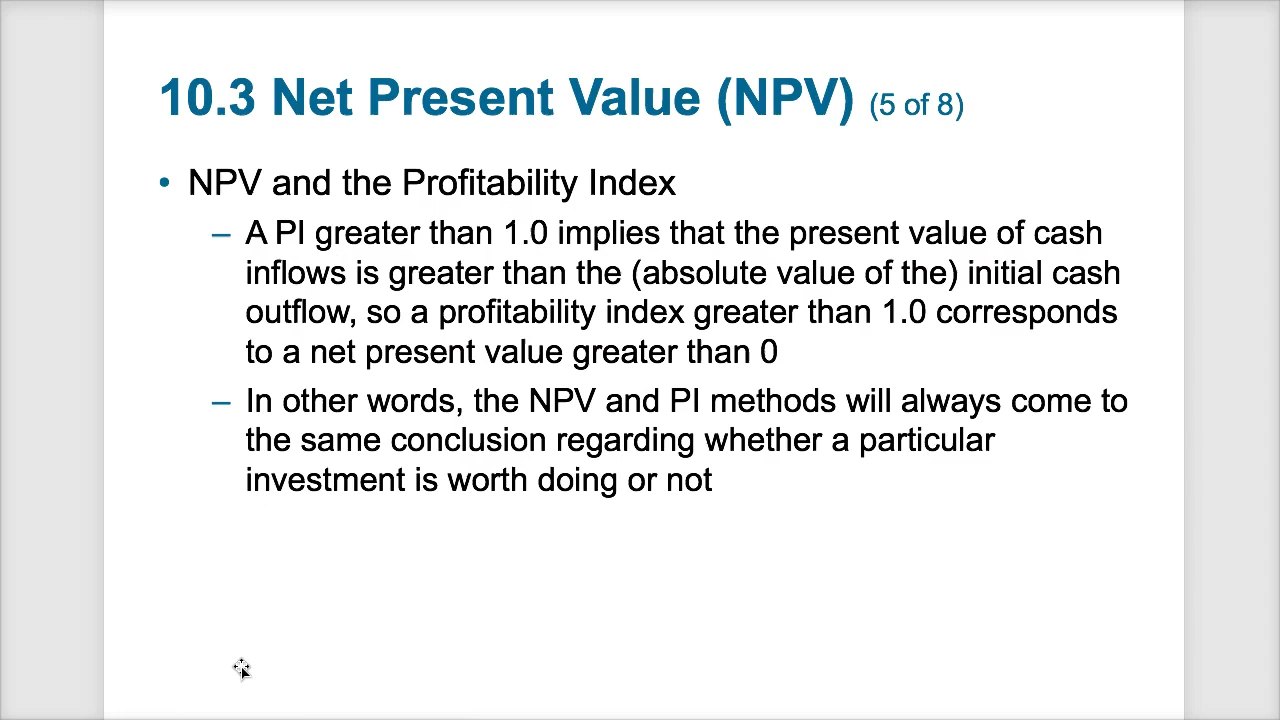 10.3 Net Present Value (NPV) (5 of 8)
• NPV and the Profitability Index
– A PI greater than 1.0 implies that the present value of cash
inflows is greater than the (absolute value of the) initial cash
outflow, so a profitability index greater than 1.0 corresponds
to a net present value greater than 0
– In other words, the NPV and PI methods will always come to
the same conclusion regarding whether a particular
investment is worth doing or not